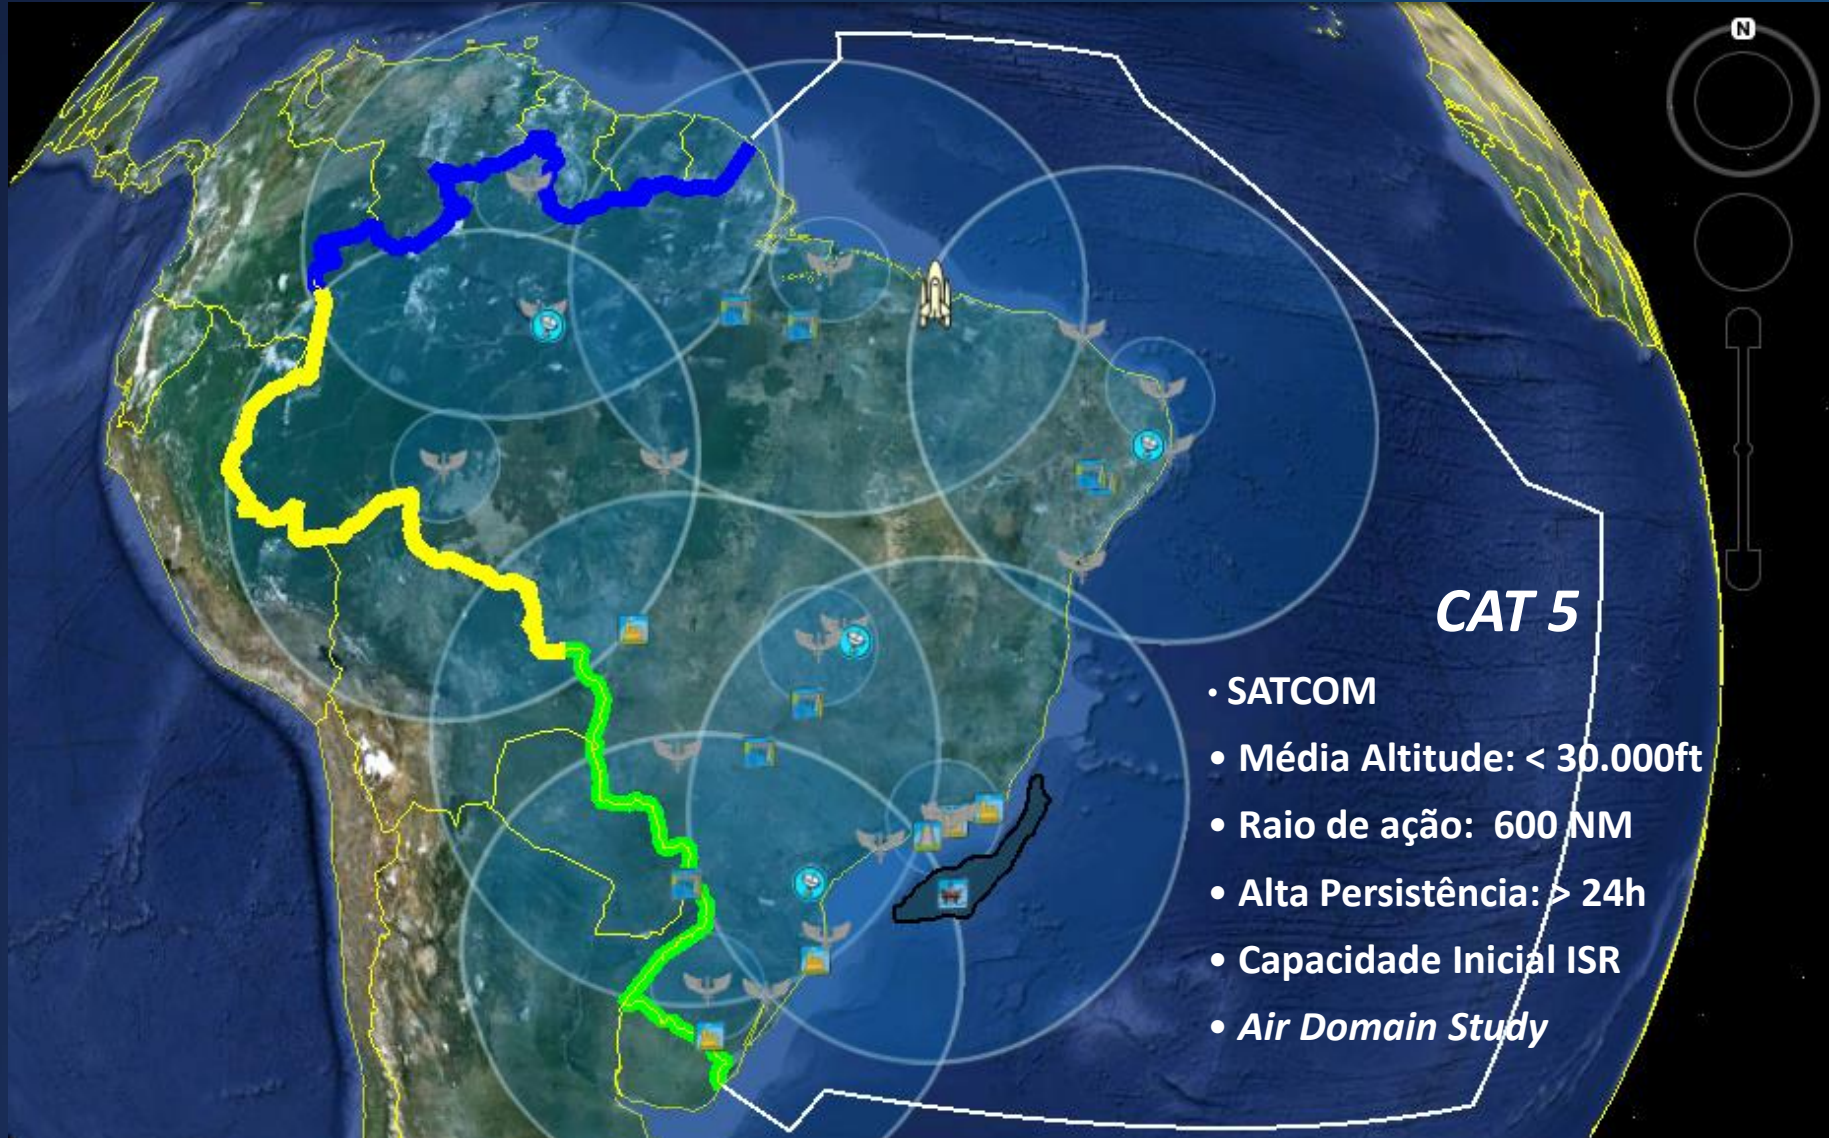 N
CAT 5
• SATCOM
• Média Altitude: < 30.000ft
• Raio de ação: 600 NM
• Alta Persistência: > 24h
• Capacidade Inicial ISR
• Air Domain Study